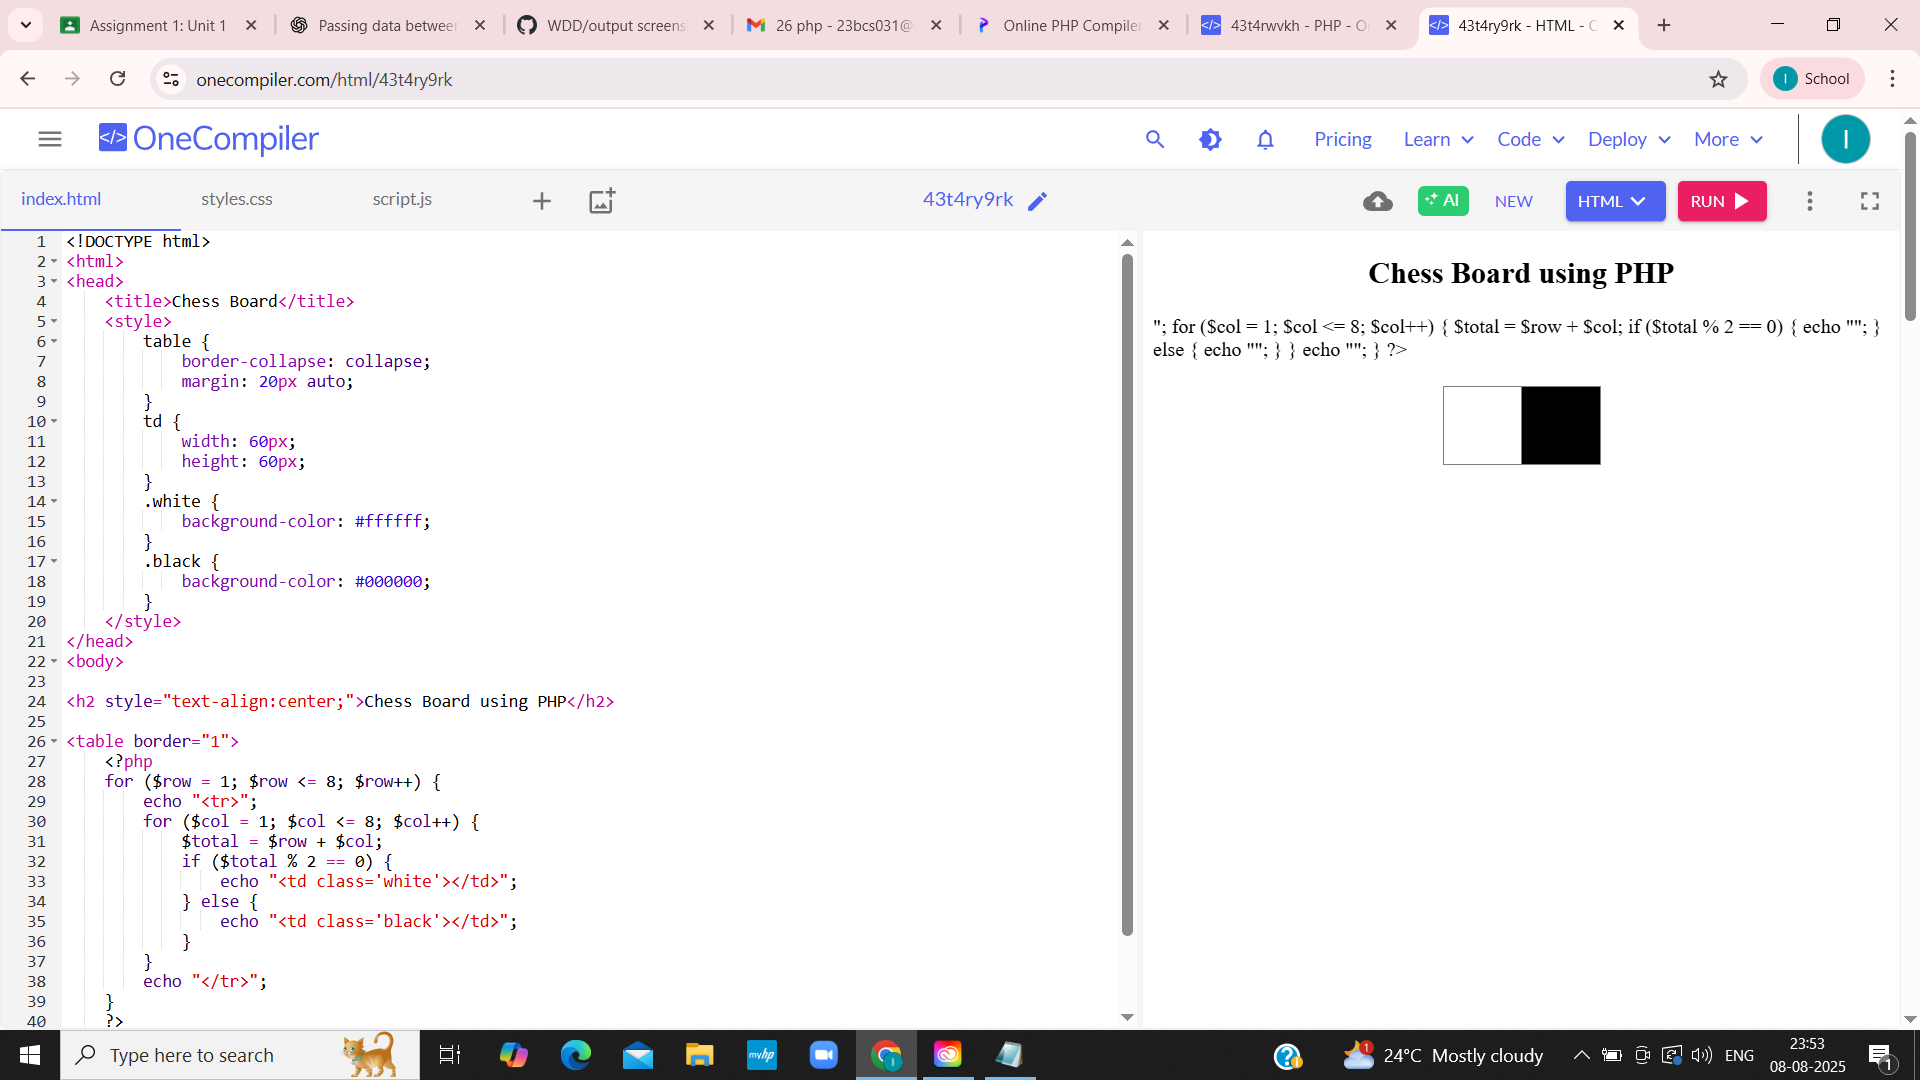 Assignment 1: Unit 1
Passing data between
WDD/output screens
26 php - 23bcs031@
Online PHP Compiler
43t4rwvkh - PHP - O
43t4ry9rk - HTML - O
onecompiler.com/html/43t4ry9rk
I
School
</> OneCompiler
Pricing
Learn
Code
Deploy
More
I
index.html
styles.css
script.js
43t4ry9rk
AI
NEW
HTML
RUN
1 <!DOCTYPE html>
2 <html>
3 <head>
4 <title>Chess Board</title>
5 <style>
6 table {
7 border-collapse: collapse;
8 margin: 20px auto;
9 }
10 td {
11 width: 60px;
12 height: 60px;
13 }
14 .white {
15 background-color: #ffffff;
16 }
17 .black {
18 background-color: #000000;
19 }
20 </style>
21 </head>
22 <body>
23
24 <h2 style="text-align:center;">Chess Board using PHP</h2>
25
26 <table border="1">
27 <?php
28 for ($row = 1; $row <= 8; $row++) {
29 echo "<tr>";
30 for ($col = 1; $col <= 8; $col++) {
31 $total = $row + $col;
32 if ($total % 2 == 0) {
33 echo "<td class='white'></td>";
34 } else {
35 echo "<td class='black'></td>";
36 }
37 }
38 echo "</tr>";
39 }
40 ?>
Chess Board using PHP
"; for ($col = 1; $col <= 8; $col++) { $total = $row + $col; if ($total % 2 == 0) { echo ""; }
else { echo ""; } } echo ""; } ?>
Type here to search
myhp
1
24°C Mostly cloudy
ENG
23:53
08-08-2025
1